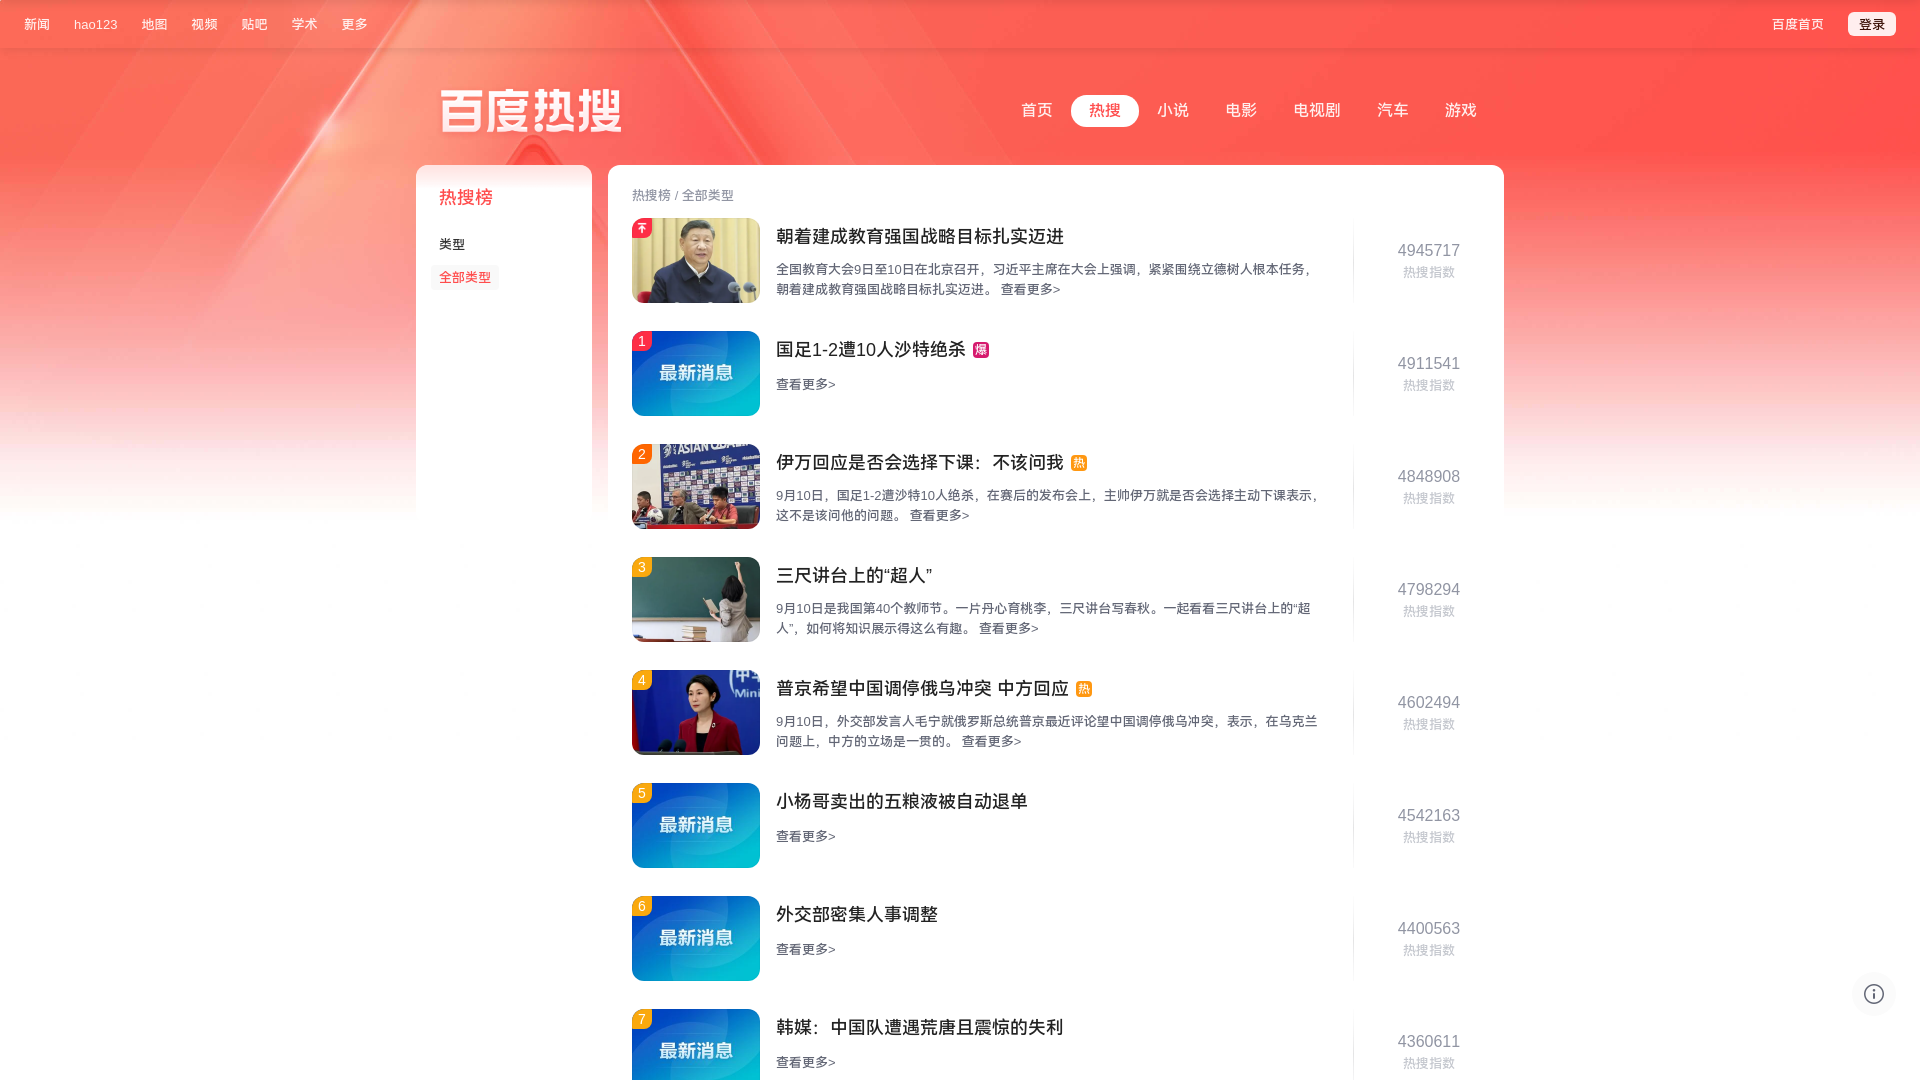 新闻 hao123 地图 视频 贴吧 学术 更多 百度首页 登录
百度热搜
首页 热搜 小说 电影 电视剧 汽车 游戏
热搜榜
类型
全部类型
热搜榜 / 全部类型
朝着建成教育强国战略目标扎实迈进
全国教育大会9日至10日在北京召开，习近平主席在大会上强调，紧紧围绕立德树人根本任务，
朝着建成教育强国战略目标扎实迈进。 查看更多>
4945717
热搜指数
1
最新消息
国足1-2遭10人沙特绝杀 爆
查看更多>
4911541
热搜指数
2
ASIAN QUAL
伊万回应是否会选择下课：不该问我 热
9月10日，国足1-2遭沙特10人绝杀，在赛后的发布会上，主帅伊万就是否会选择主动下课表示，
这不是该问他的问题。 查看更多>
4848908
热搜指数
3
三尺讲台上的“超人”
9月10日是我国第40个教师节。一片丹心育桃李，三尺讲台写春秋。一起看看三尺讲台上的“超
人”，如何将知识展示得这么有趣。 查看更多>
4798294
热搜指数
4
Mini
普京希望中国调停俄乌冲突 中方回应 热
9月10日，外交部发言人毛宁就俄罗斯总统普京最近评论望中国调停俄乌冲突，表示，在乌克兰
问题上，中方的立场是一贯的。 查看更多>
4602494
热搜指数
5
最新消息
小杨哥卖出的五粮液被自动退单
查看更多>
4542163
热搜指数
6
最新消息
外交部密集人事调整
查看更多>
4400563
热搜指数
7
最新消息
韩媒：中国队遭遇荒唐且震惊的失利
查看更多>
4360611
热搜指数